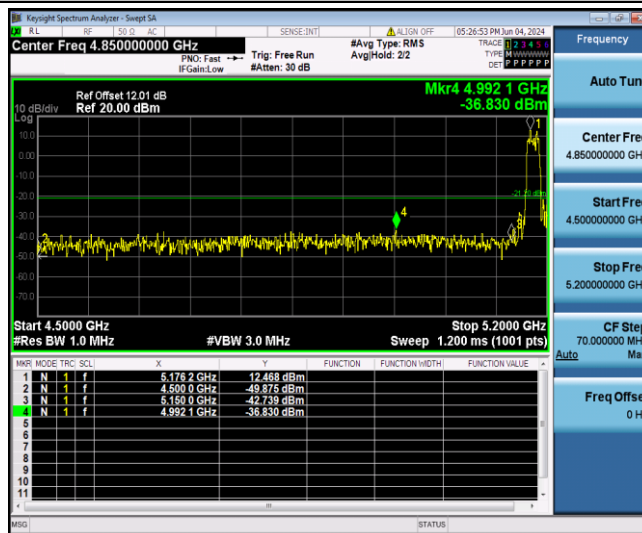 Keysight Spectrum Analyzer - Swept SA
RL RF 50 Ω AC SENSE:INT ALIGN OFF 05:26:53 PM Jun 04, 2024
Center Freq 4.850000000 GHz
PNO: Fast
IFGain:Low
Trig: Free Run
#Atten: 30 dB
#Avg Type: RMS
Avg|Hold: 2/2
TRACE 1 2 3 4 5 6
TYPE M W W W W W
DET P P P P P P
Frequency
Auto Tun
Center Fre
4.850000000 GH
Start Fre
4.500000000 GH
Stop Fre
5.200000000 GH
CF Ste
70.000000 MH
Auto Ma
Freq Offse
0 H
Ref Offset 12.01 dB
Ref 20.00 dBm
10 dB/div
Log
Mkr4 4.992 1 GHz
-36.830 dBm
10.0
0.00
-10.0
-20.0
-30.0
-40.0
-50.0
-60.0
-70.0
1
2
3
4
Start 4.5000 GHz
Stop 5.2000 GHz
#Res BW 1.0 MHz
#VBW 3.0 MHz
Sweep 1.200 ms (1001 pts)
MKR MODE TRC SCL X Y FUNCTION FUNCTION WIDTH FUNCTION VALUE
1 N 1 f 5.176 2 GHz 12.468 dBm
2 N 1 f 4.500 0 GHz -49.875 dBm
3 N 1 f 5.150 0 GHz -42.739 dBm
4 N 1 f 4.992 1 GHz -36.830 dBm
5
6
7
8
9
10
11
MSG STATUS